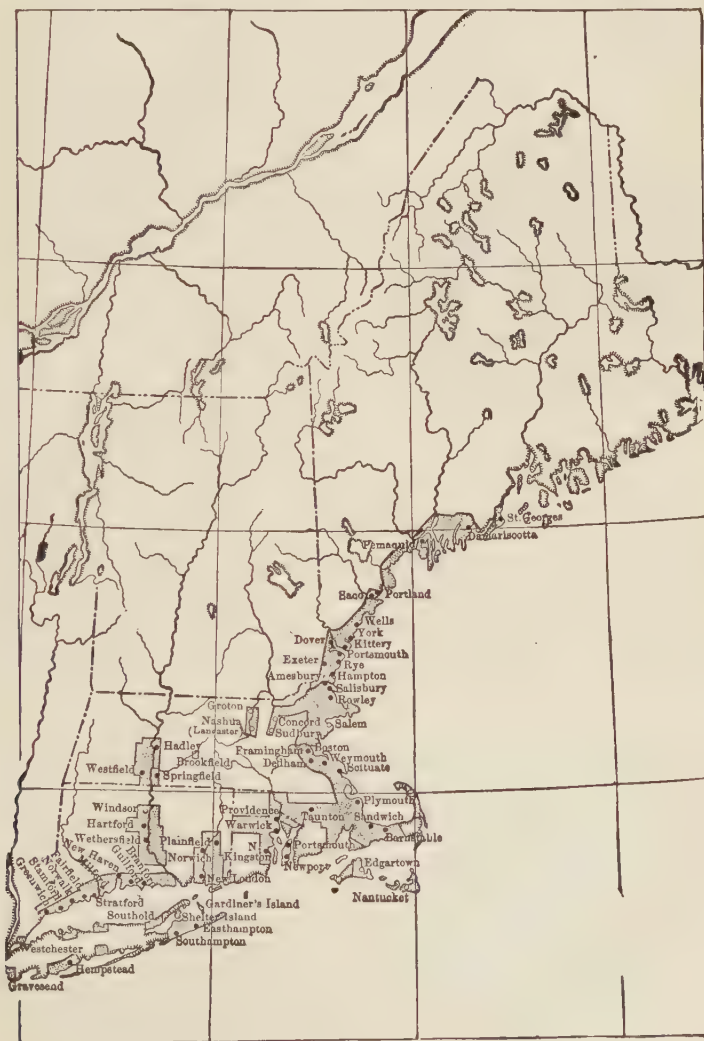 St. Georges
Damariscotta
Pemaquid
Saco
Portland
Wells
York
Dover
Kittery
Portsmouth
Exeter
Rye
Amesbury
Hampton
Salisbury
Rowley
Groton
Nashua
(Lancaster)
Concord
Sudbury
Salem
Hadley
Framingham
Boston
Brookfield
Dedham
Weymouth
Westfield
Springfield
Scituate
Windsor
Providence
Plymouth
Hartford
Taunton
Sandwich
Warwick
Wethersfield
Plainfield
N
Portsmouth
Barnstable
New Haven
Branford
Guilford
Norwich
Kingston
Newport
Edgartown
Milford
Fairfield
Norwalk
Stamford
Greenwich
New London
Nantucket
Stratford
Gardiner's Island
Southold
Shelter Island
Easthampton
Westchester
Southampton
Hempstead
Gravesend